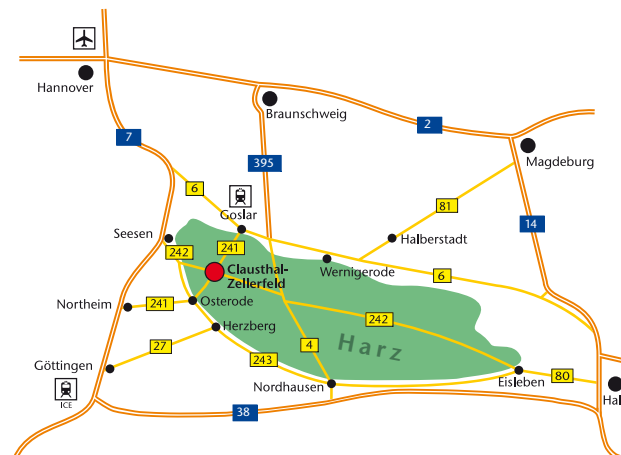 Hannover
Braunschweig
2
7
Magdeburg
395
6
81
Goslar
14
Seesen
241
Halberstadt
242
Clausthal-
Zellerfeld
Wernigerode
6
Northeim
241
Osterode
242
Herzberg
4
Harz
27
243
Göttingen
Nordhausen
Eisleben
80
Hal
ICE
38